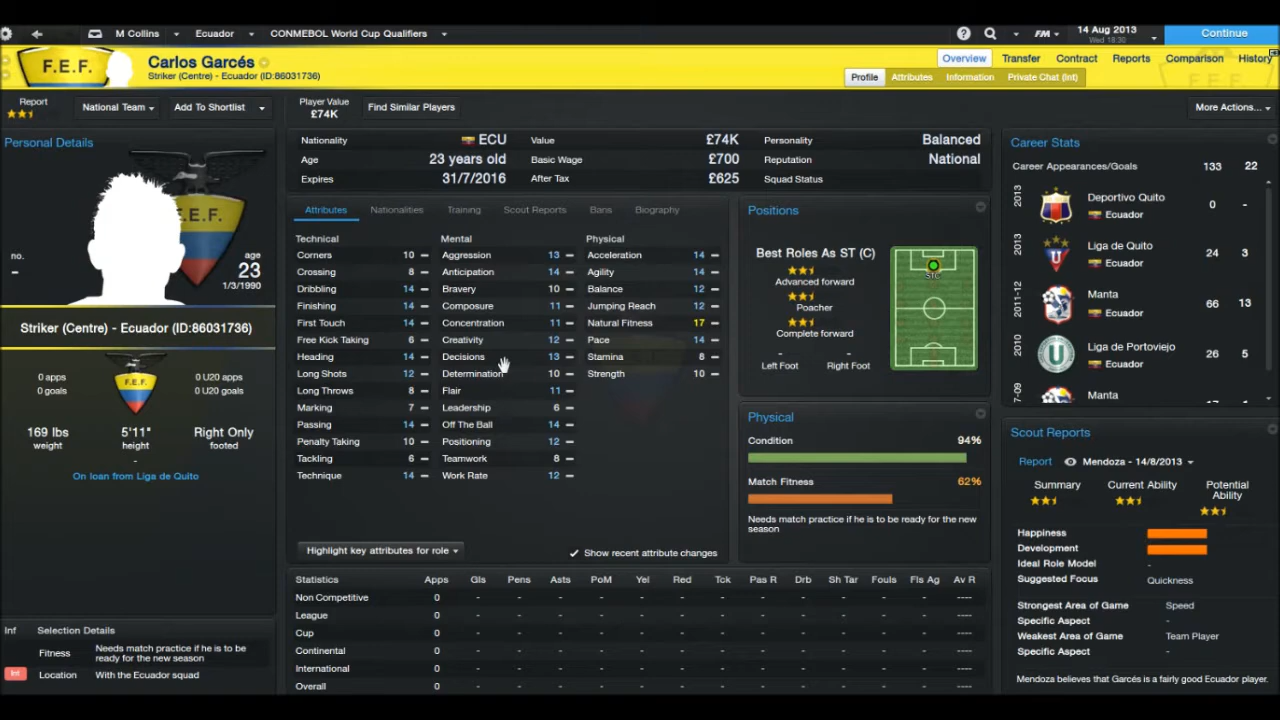 M Collins Ecuador CONMEBOL World Cup Qualifiers ? FM 14 Aug 2013 Wed 18:30 Continue
F.E.F. Carlos Garcés
Striker (Centre) - Ecuador (ID:86031736)
Overview Transfer Contract Reports Comparison History
Profile Attributes Information Private Chat (Int)
Report National Team Add To Shortlist Player Value £74K Find Similar Players More Actions...
Personal Details
F.E.F.
no. -
age 23
1/3/1990
Striker (Centre) - Ecuador (ID:86031736)
0 apps 0 goals
F.E.F.
0 U20 apps 0 U20 goals
169 lbs weight
5'11" height
Right Only footed
-
On loan from Liga de Quito
Inf Selection Details
Fitness Needs match practice if he is to be ready for the new season
Int Location With the Ecuador squad
Nationality ECU Value £74K Personality Balanced
Age 23 years old Basic Wage £700 Reputation National
Expires 31/7/2016 After Tax £625 Squad Status
Attributes Nationalities Training Scout Reports Bans Biography
Technical Mental Physical
Corners 10 - Aggression 13 - Acceleration 14 -
Crossing 8 - Anticipation 14 - Agility 14 -
Dribbling 14 - Bravery 10 - Balance 12 -
Finishing 14 - Composure 11 - Jumping Reach 12 -
First Touch 14 - Concentration 11 - Natural Fitness 17 -
Free Kick Taking 6 - Creativity 12 - Pace 14 -
Heading 14 - Decisions 13 - Stamina 8 -
Long Shots 12 - Determination 10 - Strength 10 -
Long Throws 8 - Flair 11 -
Marking 7 - Leadership 6 -
Passing 14 - Off The Ball 14 -
Penalty Taking 10 - Positioning 12 -
Tackling 6 - Teamwork 8 -
Technique 14 - Work Rate 12 -
Highlight key attributes for role Show recent attribute changes
Positions
Best Roles As ST (C)
Advanced forward
Poacher
Complete forward
STC
- -
Left Foot Right Foot
Physical
Condition 94%
Match Fitness 62%
Needs match practice if he is to be ready for the new
season
Statistics Apps Gls Pens Asts PoM Yel Red Tck Pas R Drb Sh Tar Fouls Fls Ag Av R
Non Competitive 0 - - - - - - - - - - - - ----
League 0 - - - - - - - - - - - - ----
Cup 0 - - - - - - - - - - - - ----
Continental 0 - - - - - - - - - - - - ----
International 0 - - - - - - - - - - - - ----
Overall 0 - - - - - - - - - - - - ----
Career Stats
Career Appearances/Goals 133 22
2013 Deportivo Quito Ecuador 0 -
2013 Liga de Quito Ecuador 24 3
2011-12 Manta Ecuador 66 13
2010 Liga de Portoviejo Ecuador 26 5
Manta
Scout Reports
Report Mendoza - 14/8/2013
Summary Current Ability Potential Ability
Happiness
Development
Ideal Role Model -
Suggested Focus Quickness
Strongest Area of Game Speed
Specific Aspect -
Weakest Area of Game Team Player
Specific Aspect -
Mendoza believes that Garcés is a fairly good Ecuador player.